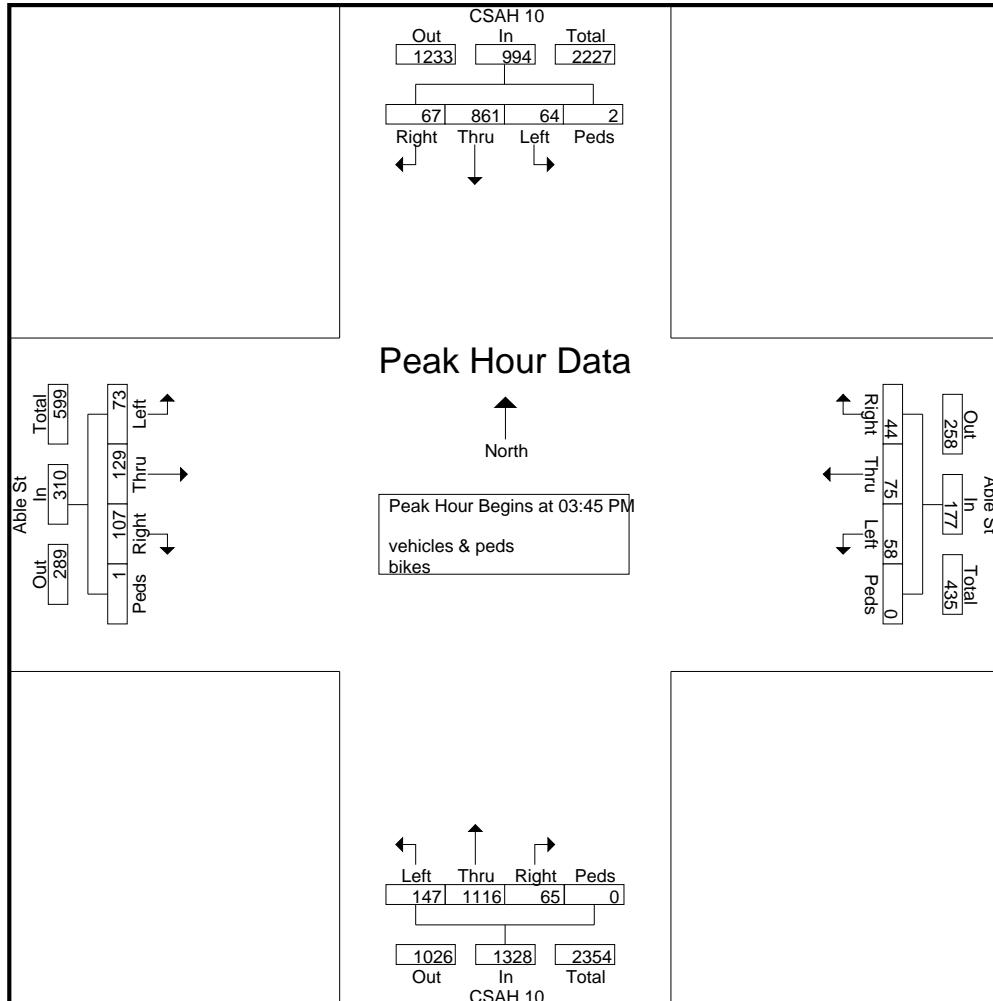 CSAH 10
Out In Total
1233 994 2227
67 861 64 2
Right Thru Left Peds
Peak Hour Data
North
Peak Hour Begins at 03:45 PM
vehicles & peds
bikes
Able St
Total In Out
599 310 289
73 129 107 1
Left Thru Right Peds
Right Thru Left Peds
44 75 58 0
Out In Total
258 177 435
Able St
Left Thru Right Peds
147 1116 65 0
1026 1328 2354
Out In Total
CSAH 10